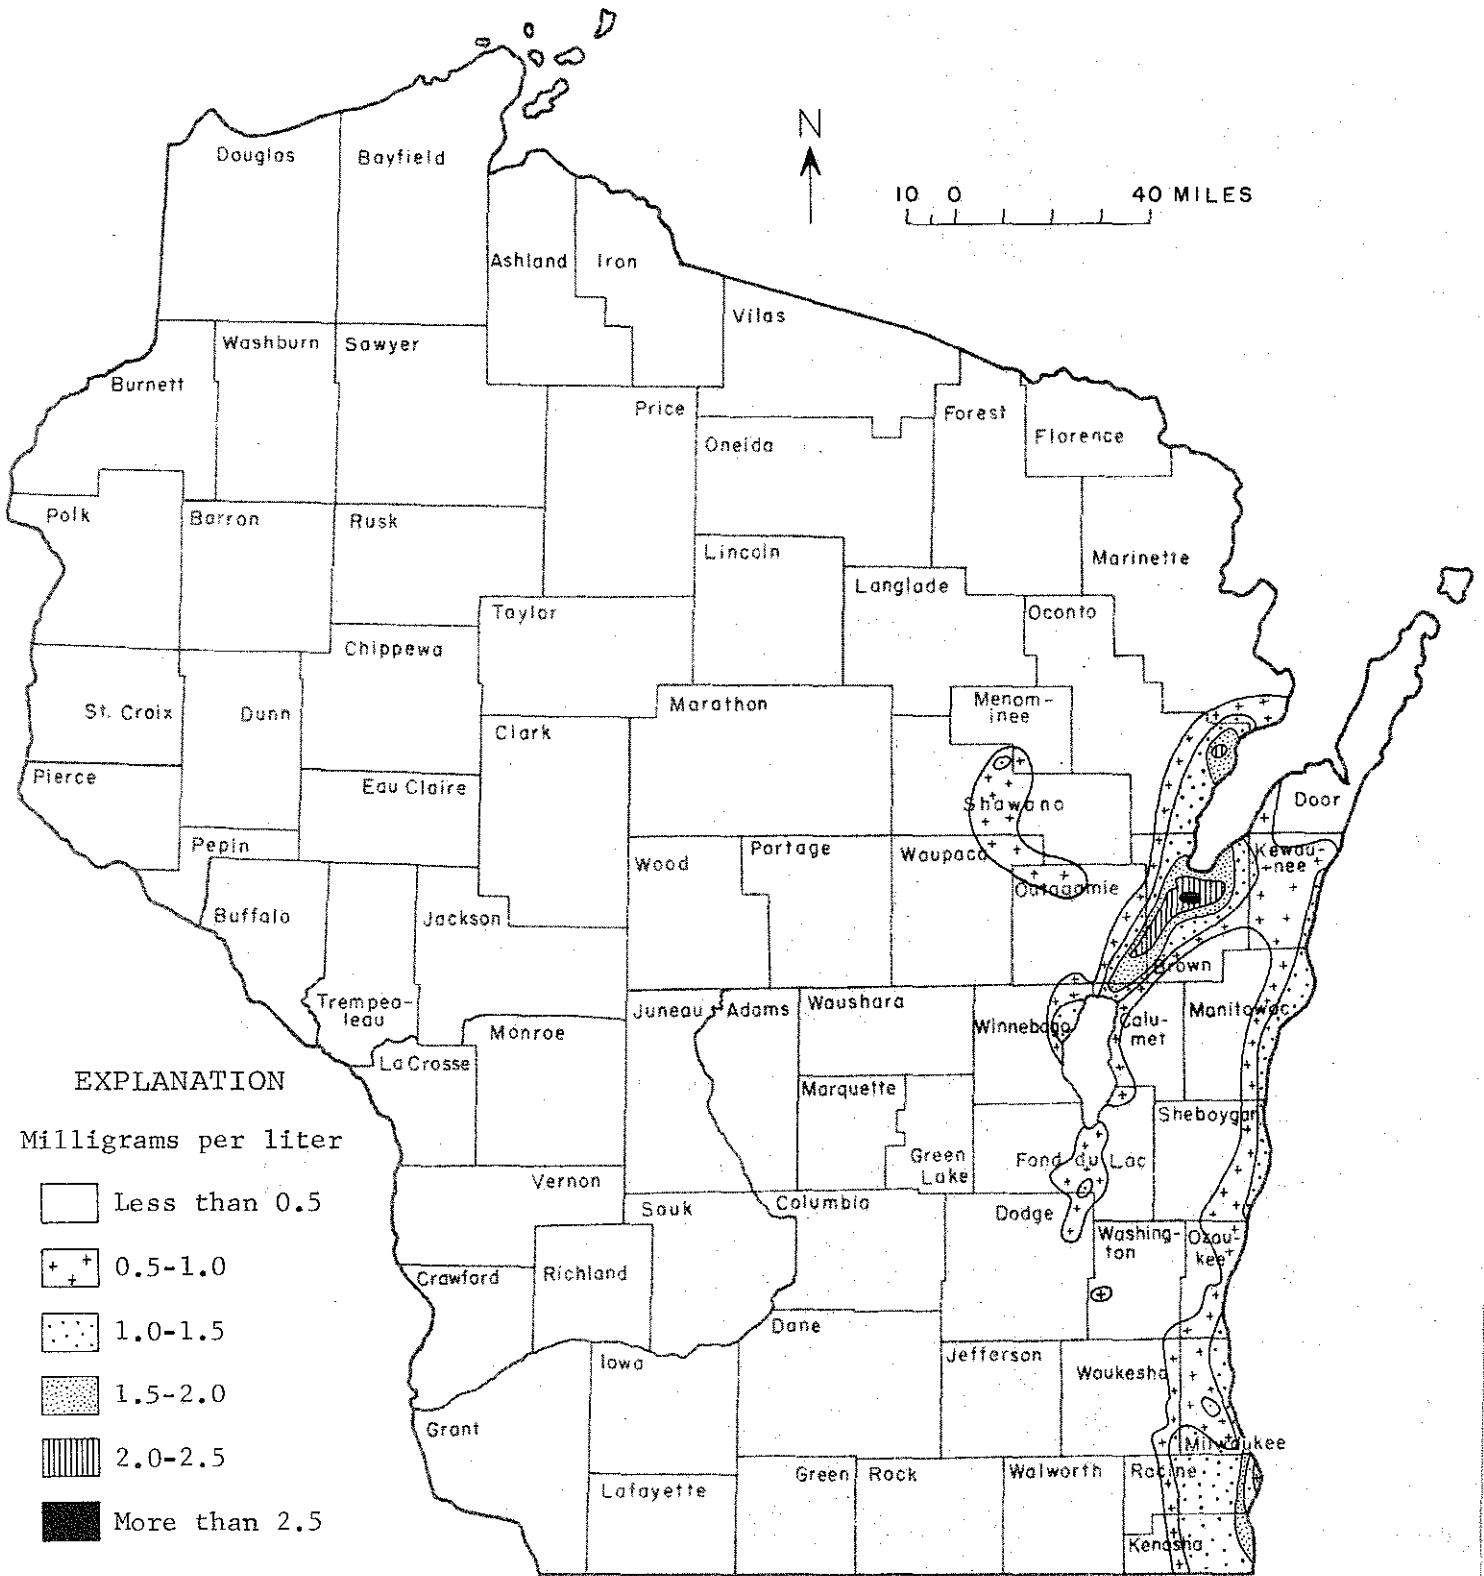 N
10 0 40 MILES
Douglas
Bayfield
Ashland
Iron
Vilas
Washburn
Sawyer
Burnett
Price
Forest
Florence
Oneida
Polk
Barron
Rusk
Lincoln
Marinette
Langlade
Taylor
Oconto
Chippewa
Menom-
inee
St. Croix
Dunn
Marathon
Clark
Pierce
Eau Claire
Shawano
Door
Pepin
Wood
Portage
Waupaca
Kewau-
nee
Outagamie
Buffalo
Jackson
Brown
Trempea-
leau
Juneau
Adams
Waushara
Winnebago
Calu-
met
Manitowoc
Monroe
La Crosse
Marquette
Sheboygan
Green
Lake
Fond du Lac
Vernon
Sauk
Columbia
Dodge
Washing-
ton
Ozau-
kee
Crawford
Richland
Dane
Iowa
Jefferson
Waukesha
Grant
Milwaukee
Lafayette
Green
Rock
Walworth
Racine
Kenosha
EXPLANATION
Milligrams per liter
Less than 0.5
0.5-1.0
1.0-1.5
1.5-2.0
2.0-2.5
More than 2.5